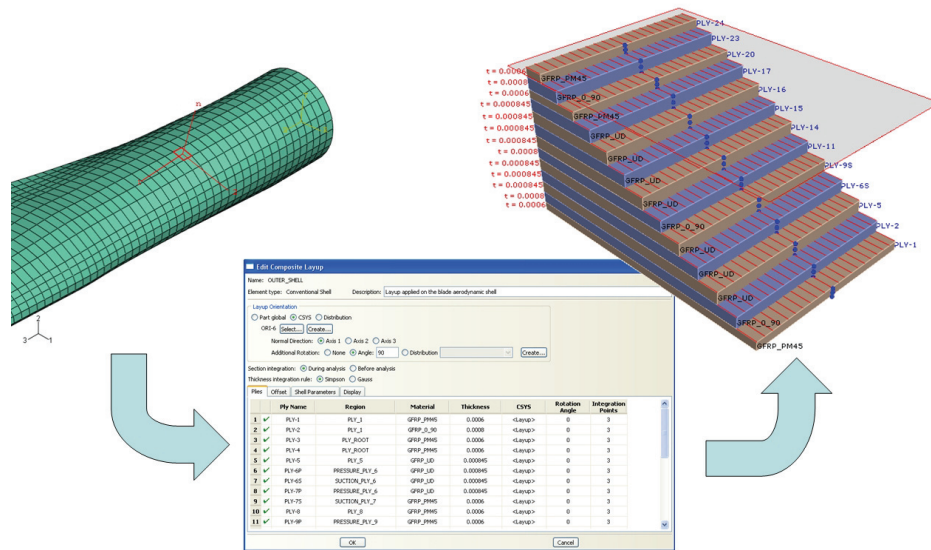 PLY-24
PLY-23
PLY-20
PLY-17
PLY-16
PLY-15
PLY-14
PLY-11
PLY-9S
PLY-6S
PLY-5
PLY-2
PLY-1
t = 0.0006
t = 0.0008
t = 0.0006
t = 0.000845
t = 0.000845
t = 0.000845
t = 0.000845
t = 0.0008
t = 0.000845
t = 0.000845
t = 0.000845
t = 0.0008
t = 0.0006
GFRP_PM45
GFRP_0_90
GFRP_PM45
GFRP_UD
GFRP_UD
GFRP_UD
GFRP_UD
GFRP_0_90
GFRP_UD
GFRP_UD
GFRP_UD
GFRP_0_90
GFRP_PM45
n
2
3 1
Edit Composite Layup
Name: OUTER_SHELL
Element type: Conventional Shell Description: Layup applied on the blade aerodynamic shell
Layup Orientation
Part global CSYS Distribution
ORI-6 Select... Create...
Normal Direction: Axis 1 Axis 2 Axis 3
Additional Rotation: None Angle: 90 Distribution Create...
Section integration: During analysis Before analysis
Thickness integration rule: Simpson Gauss
Plies Offset Shell Parameters Display
Ply Name Region Material Thickness CSYS Rotation Angle Integration Points
1 PLY-1 PLY_1 GFRP_PM45 0.0006 <Layup> 0 3
2 PLY-2 PLY_1 GFRP_0_90 0.0008 <Layup> 0 3
3 PLY-3 PLY_ROOT GFRP_PM45 0.0006 <Layup> 0 3
4 PLY-4 PLY_ROOT GFRP_PM45 0.0006 <Layup> 0 3
5 PLY-5 PLY_5 GFRP_UD 0.000845 <Layup> 0 3
6 PLY-6P PRESSURE_PLY_6 GFRP_UD 0.000845 <Layup> 0 3
7 PLY-6S SUCTION_PLY_6 GFRP_UD 0.000845 <Layup> 0 3
8 PLY-7P PRESSURE_PLY_6 GFRP_UD 0.000845 <Layup> 0 3
9 PLY-7S SUCTION_PLY_7 GFRP_PM45 0.0006 <Layup> 0 3
10 PLY-8 PLY_8 GFRP_PM45 0.0006 <Layup> 0 3
11 PLY-9P PRESSURE_PLY_9 GFRP_PM45 0.0006 <Layup> 0 3
OK Cancel